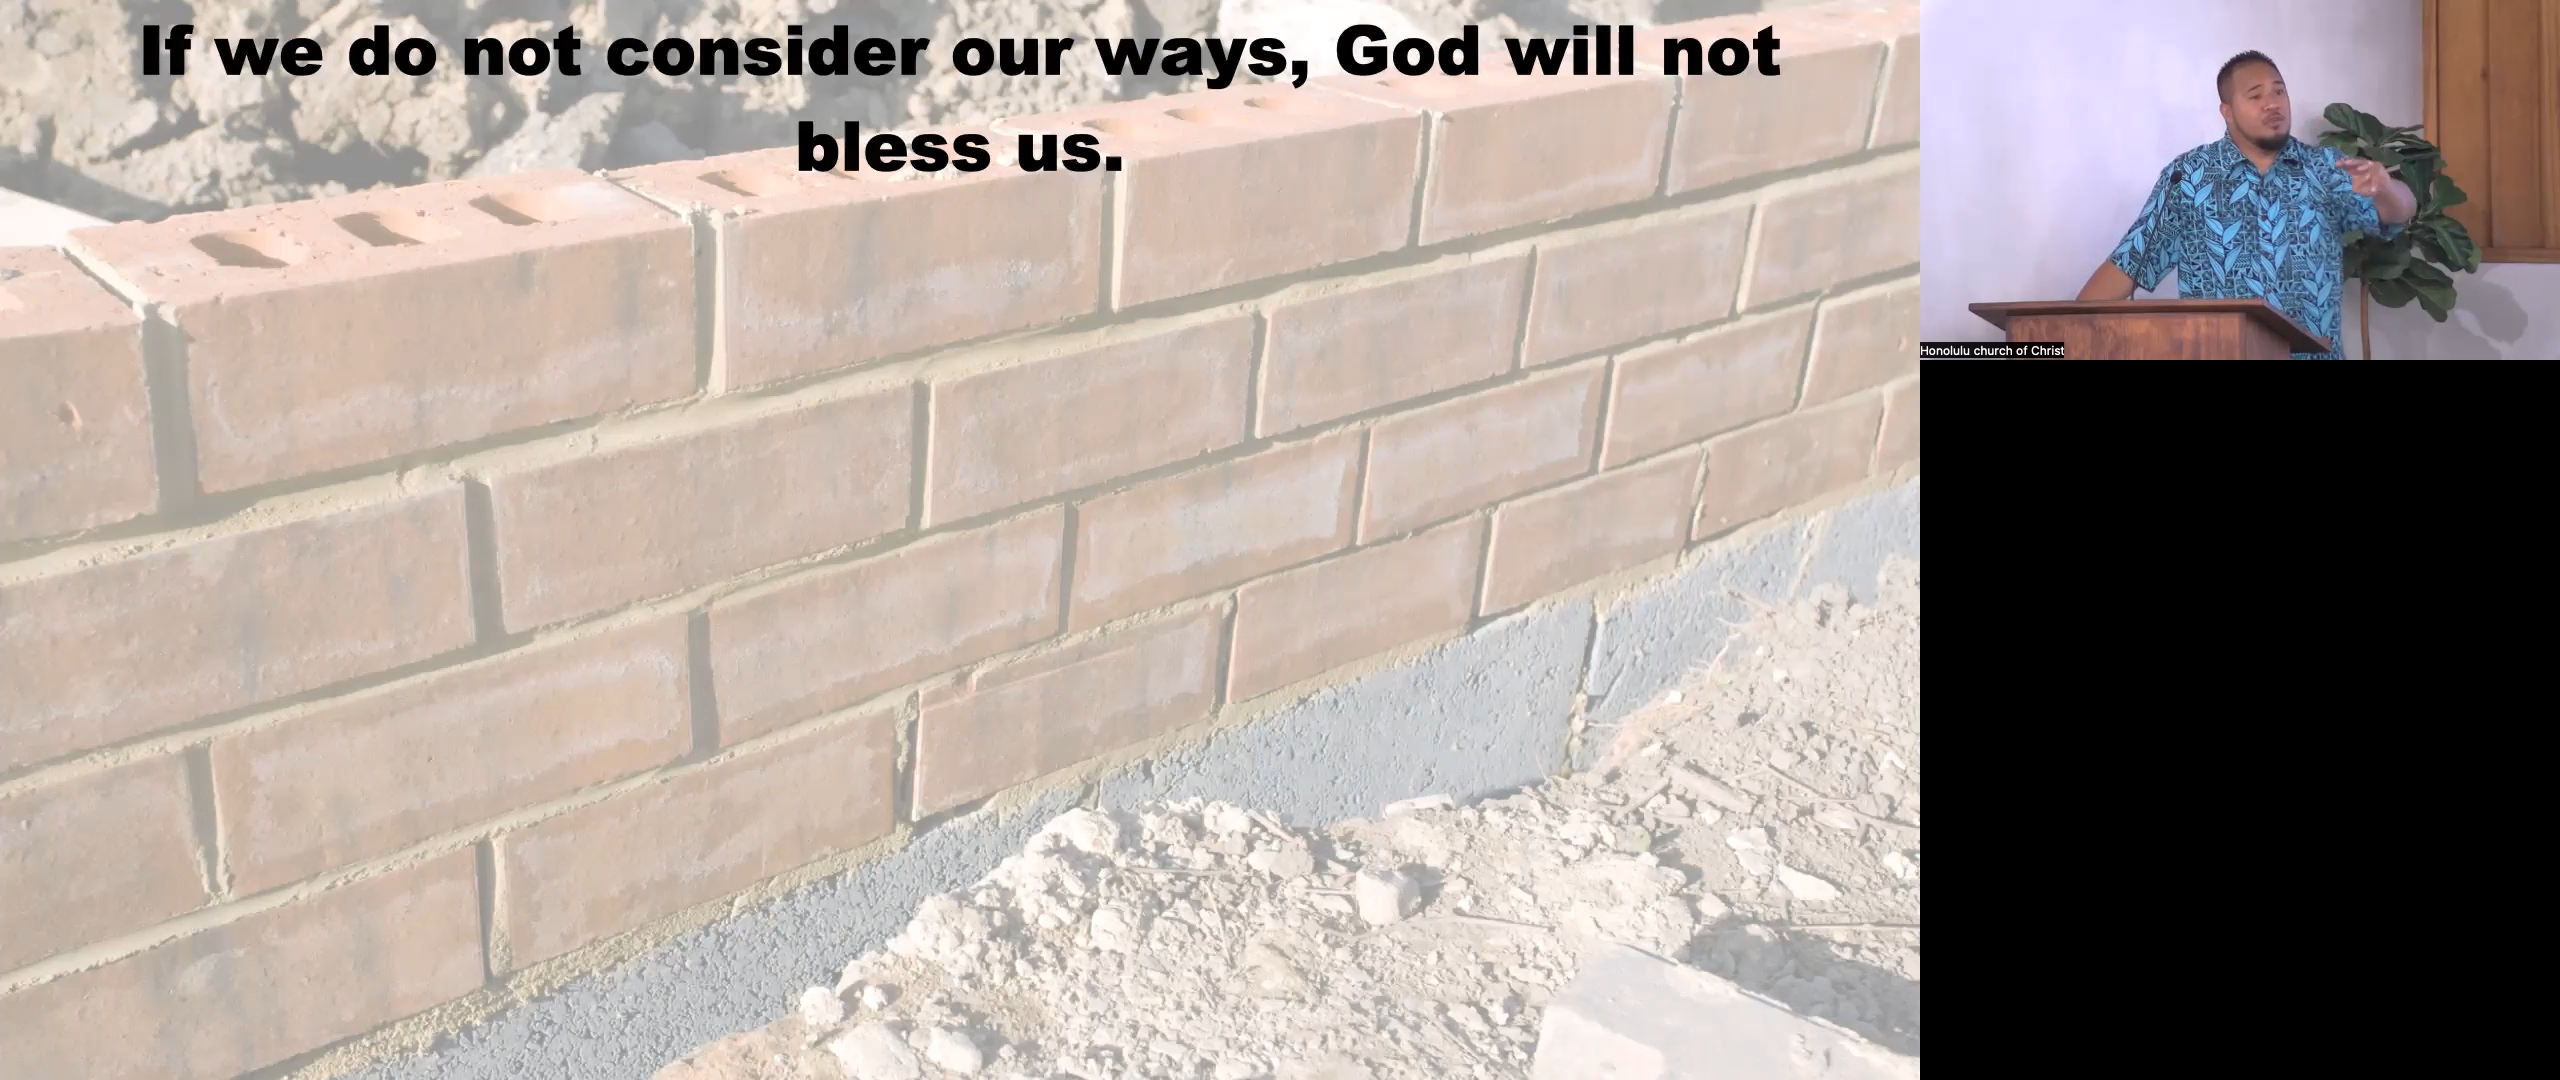 If we do not consider our ways, God will not
bless us.
Honolulu church of Christ